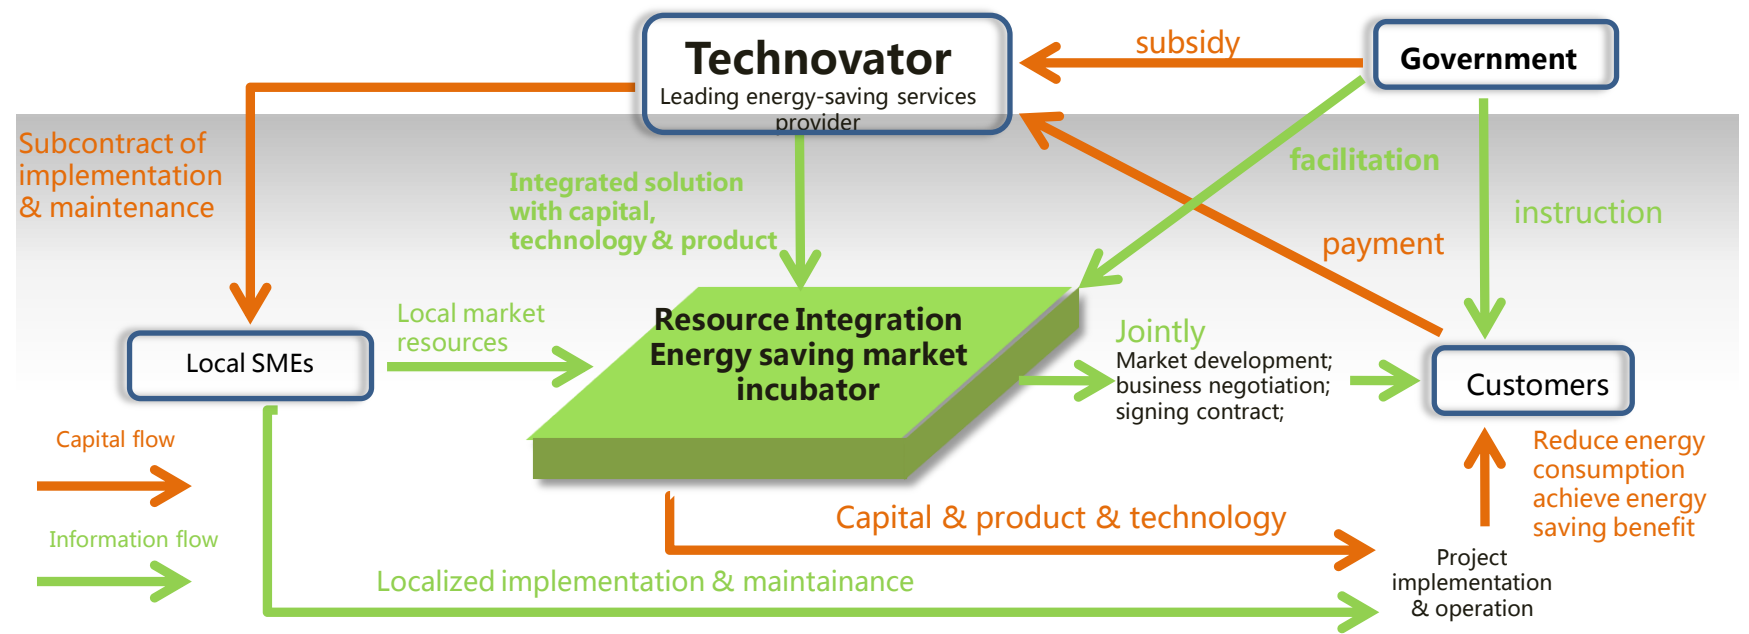 Technovator
Leading energy-saving services
provider
subsidy
Government
Subcontract of
implementation
& maintenance
Integrated solution
with capital,
technology & product
facilitation
instruction
payment
Local SMEs
Local market
resources
Resource Integration
Energy saving market
incubator
Jointly
Market development;
business negotiation;
signing contract;
Customers
Capital flow
Information flow
Reduce energy
consumption
achieve energy
saving benefit
Capital & product & technology
Localized implementation & maintainance
Project
implementation
& operation